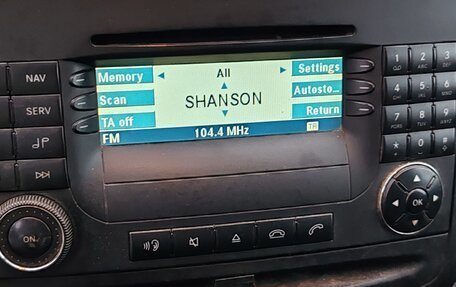 Memory All Settings
NAV
Scan SHANSON Autosto...
SERV
TA off Return
FM 104.4 MHz TP
ON OK
1 2 3
4 5 6
7 8 9
* 0 #